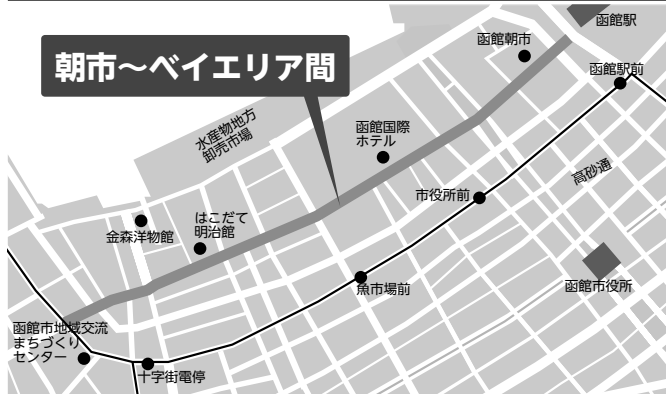 函館駅
函館朝市
朝市～ベイエリア間
函館駅前
水産物地方
卸売市場
函館国際
ホテル
高砂通
市役所前
はこだて
明治館
金森洋物館
函館市役所
魚市場前
函館市地域交流
まちづくり
センター
十字街電停